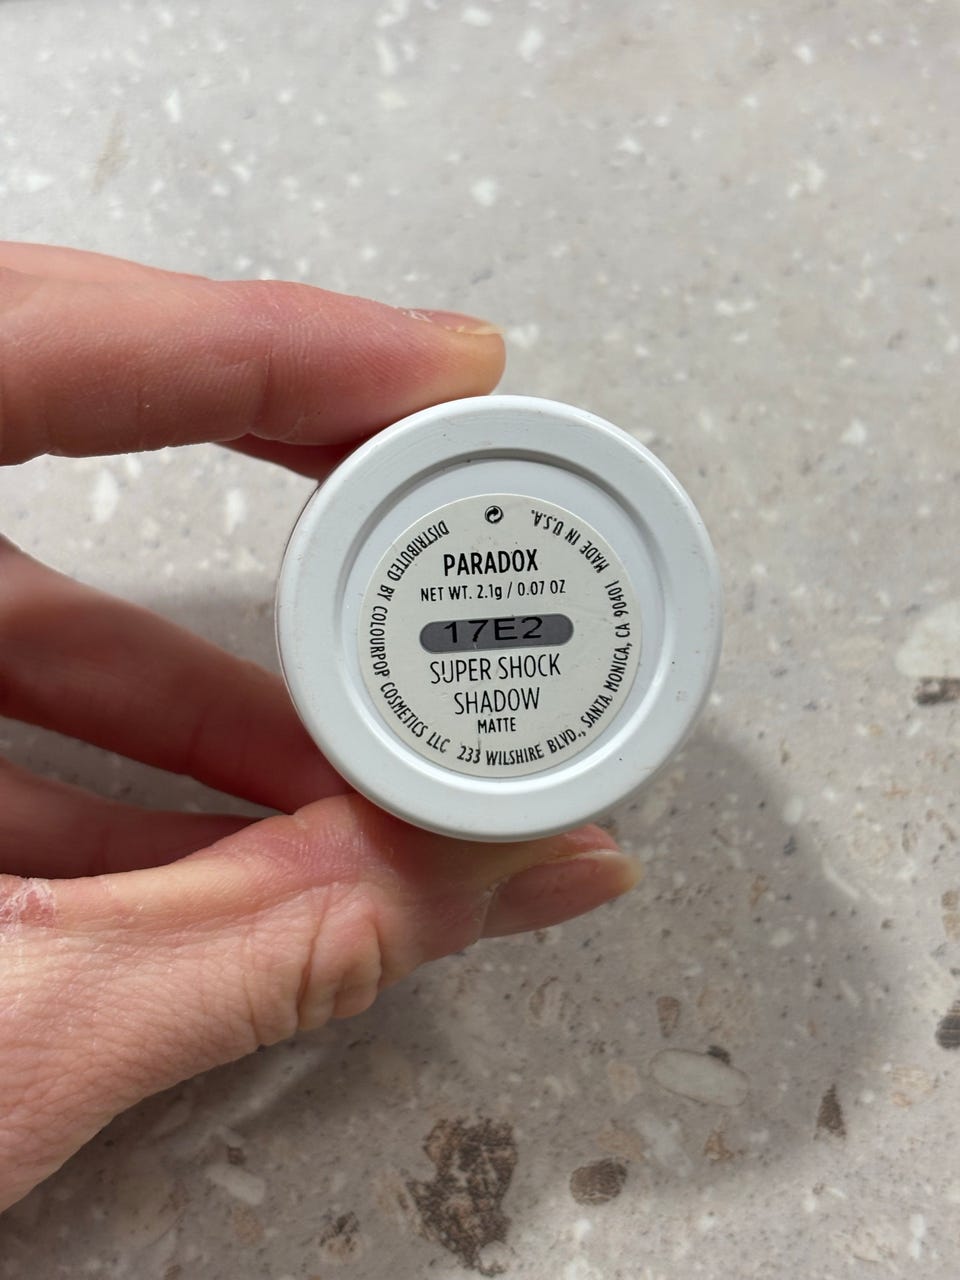 PARADOX
NET WT. 2.1g / 0.07 OZ
17E2
SUPER SHOCK
SHADOW
MATTE
DISTRIBUTED BY COLOURPOP COSMETICS LLC 233 WILSHIRE BLVD., SANTA MONICA, CA 90401 MADE IN U.S.A.